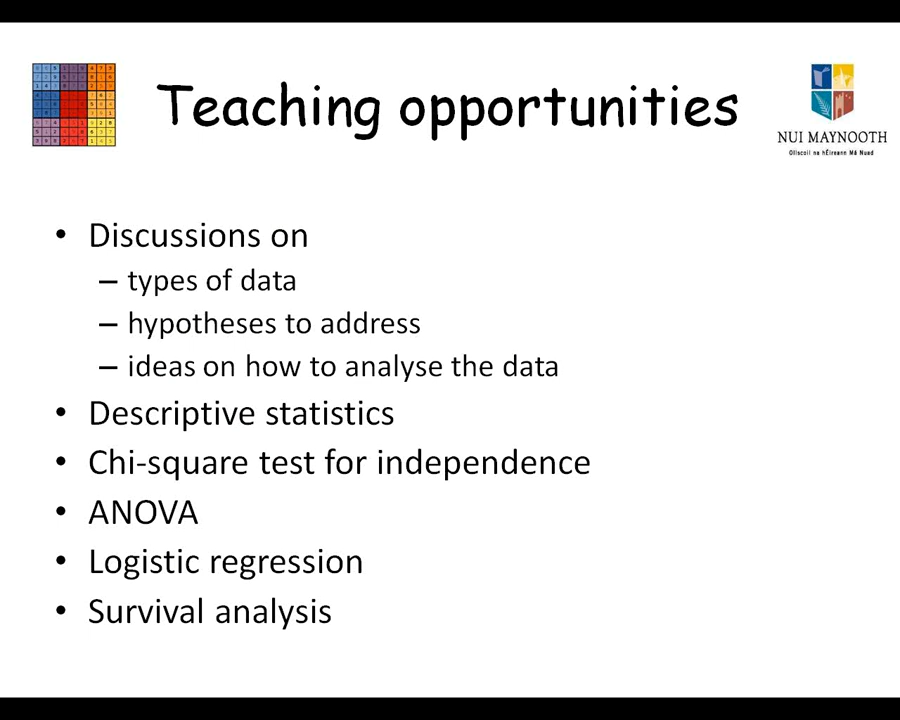 Teaching opportunities
NUI MAYNOOTH
Ollscoil na hÉireann Má Nuad
• Discussions on
– types of data
– hypotheses to address
– ideas on how to analyse the data
• Descriptive statistics
• Chi-square test for independence
• ANOVA
• Logistic regression
• Survival analysis